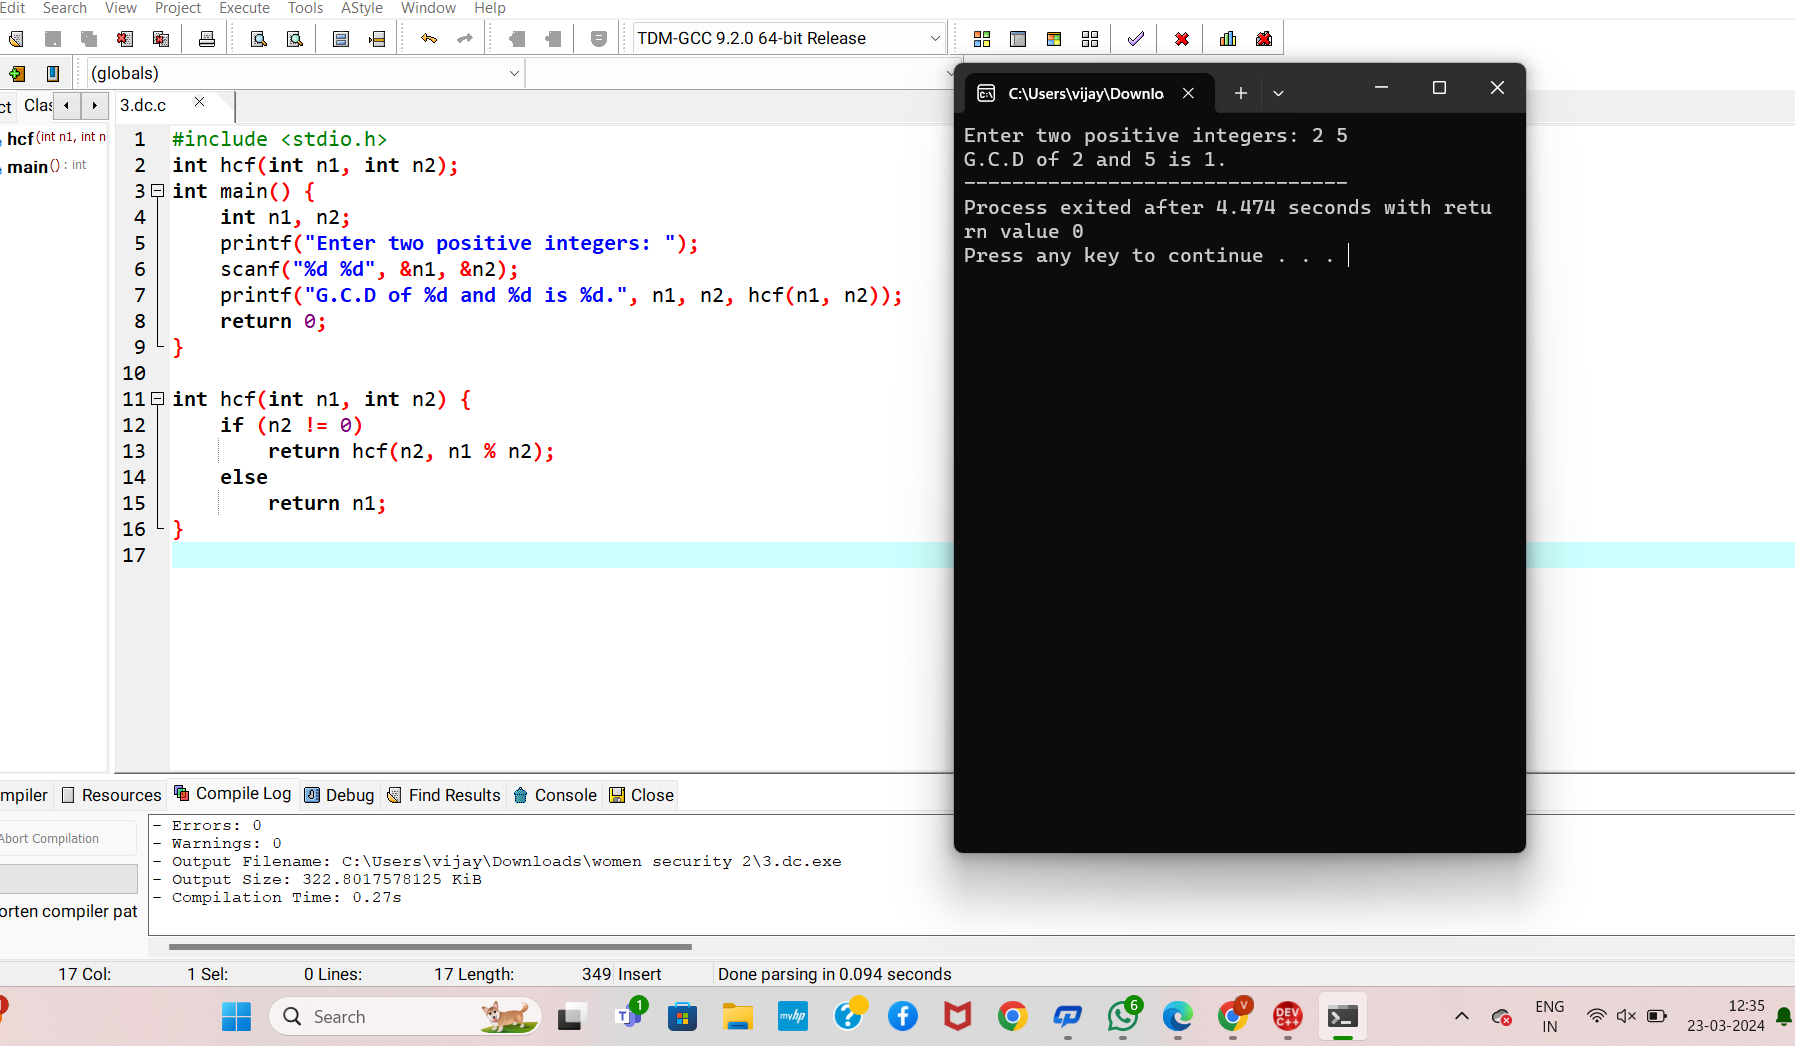 Edit Search View Project Execute Tools AStyle Window Help
TDM-GCC 9.2.0 64-bit Release
(globals)
ct Clas
3.dc.c
hcf (int n1, int n
main () : int
1 #include <stdio.h>
2 int hcf(int n1, int n2);
3 int main() {
4 int n1, n2;
5 printf("Enter two positive integers: ");
6 scanf("%d %d", &n1, &n2);
7 printf("G.C.D of %d and %d is %d.", n1, n2, hcf(n1, n2));
8 return 0;
9 }
10
11 int hcf(int n1, int n2) {
12 if (n2 != 0)
13 return hcf(n2, n1 % n2);
14 else
15 return n1;
16 }
17
C:\Users\vijay\Downlo
Enter two positive integers: 2 5
G.C.D of 2 and 5 is 1.
--------------------------------
Process exited after 4.474 seconds with retu
rn value 0
Press any key to continue . . .
mpiler Resources Compile Log Debug Find Results Console Close
Abort Compilation
orten compiler pat
- Errors: 0
- Warnings: 0
- Output Filename: C:\Users\vijay\Downloads\women security 2\3.dc.exe
- Output Size: 322.8017578125 KiB
- Compilation Time: 0.27s
17 Col: 1 Sel: 0 Lines: 17 Length: 349 Insert Done parsing in 0.094 seconds
Search
1
myhp
6
V
DEV
C++
ENG
IN
12:35
23-03-2024